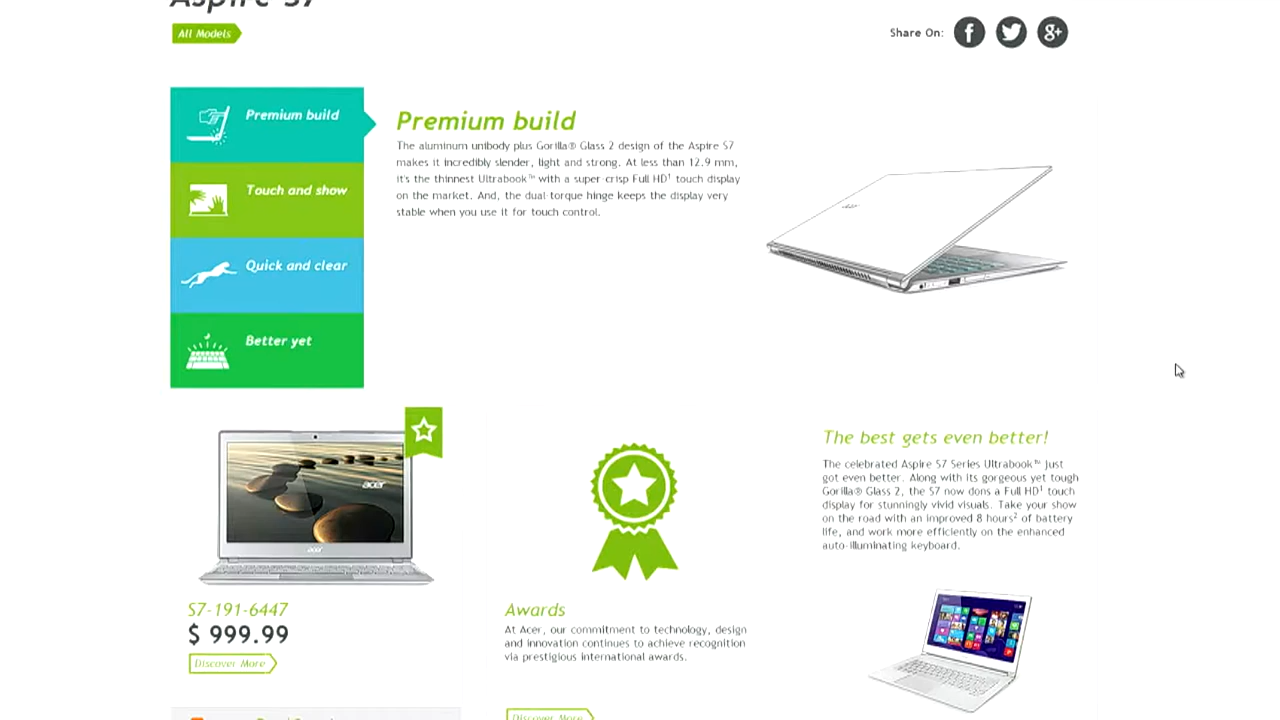 Aspire S7
All Models
Share On:
Premium build
Touch and show
Quick and clear
Better yet
Premium build
The aluminum unibody plus Gorilla® Glass 2 design of the Aspire S7
makes it incredibly slender, light and strong. At less than 12.9 mm,
it's the thinnest Ultrabook™ with a super-crisp Full HD¹ touch display
on the market. And, the dual-torque hinge keeps the display very
stable when you use it for touch control.
acer
acer
S7-191-6447
$ 999.99
Discover More
Awards
At Acer, our commitment to technology, design
and innovation continues to achieve recognition
via prestigious international awards.
Discover More
The best gets even better!
The celebrated Aspire S7 Series Ultrabook™ just
got even better. Along with its gorgeous yet tough
Gorilla® Glass 2, the S7 now dons a Full HD¹ touch
display for stunningly vivid visuals. Take your show
on the road with an improved 8 hours² of battery
life, and work more efficiently on the enhanced
auto-illuminating keyboard.